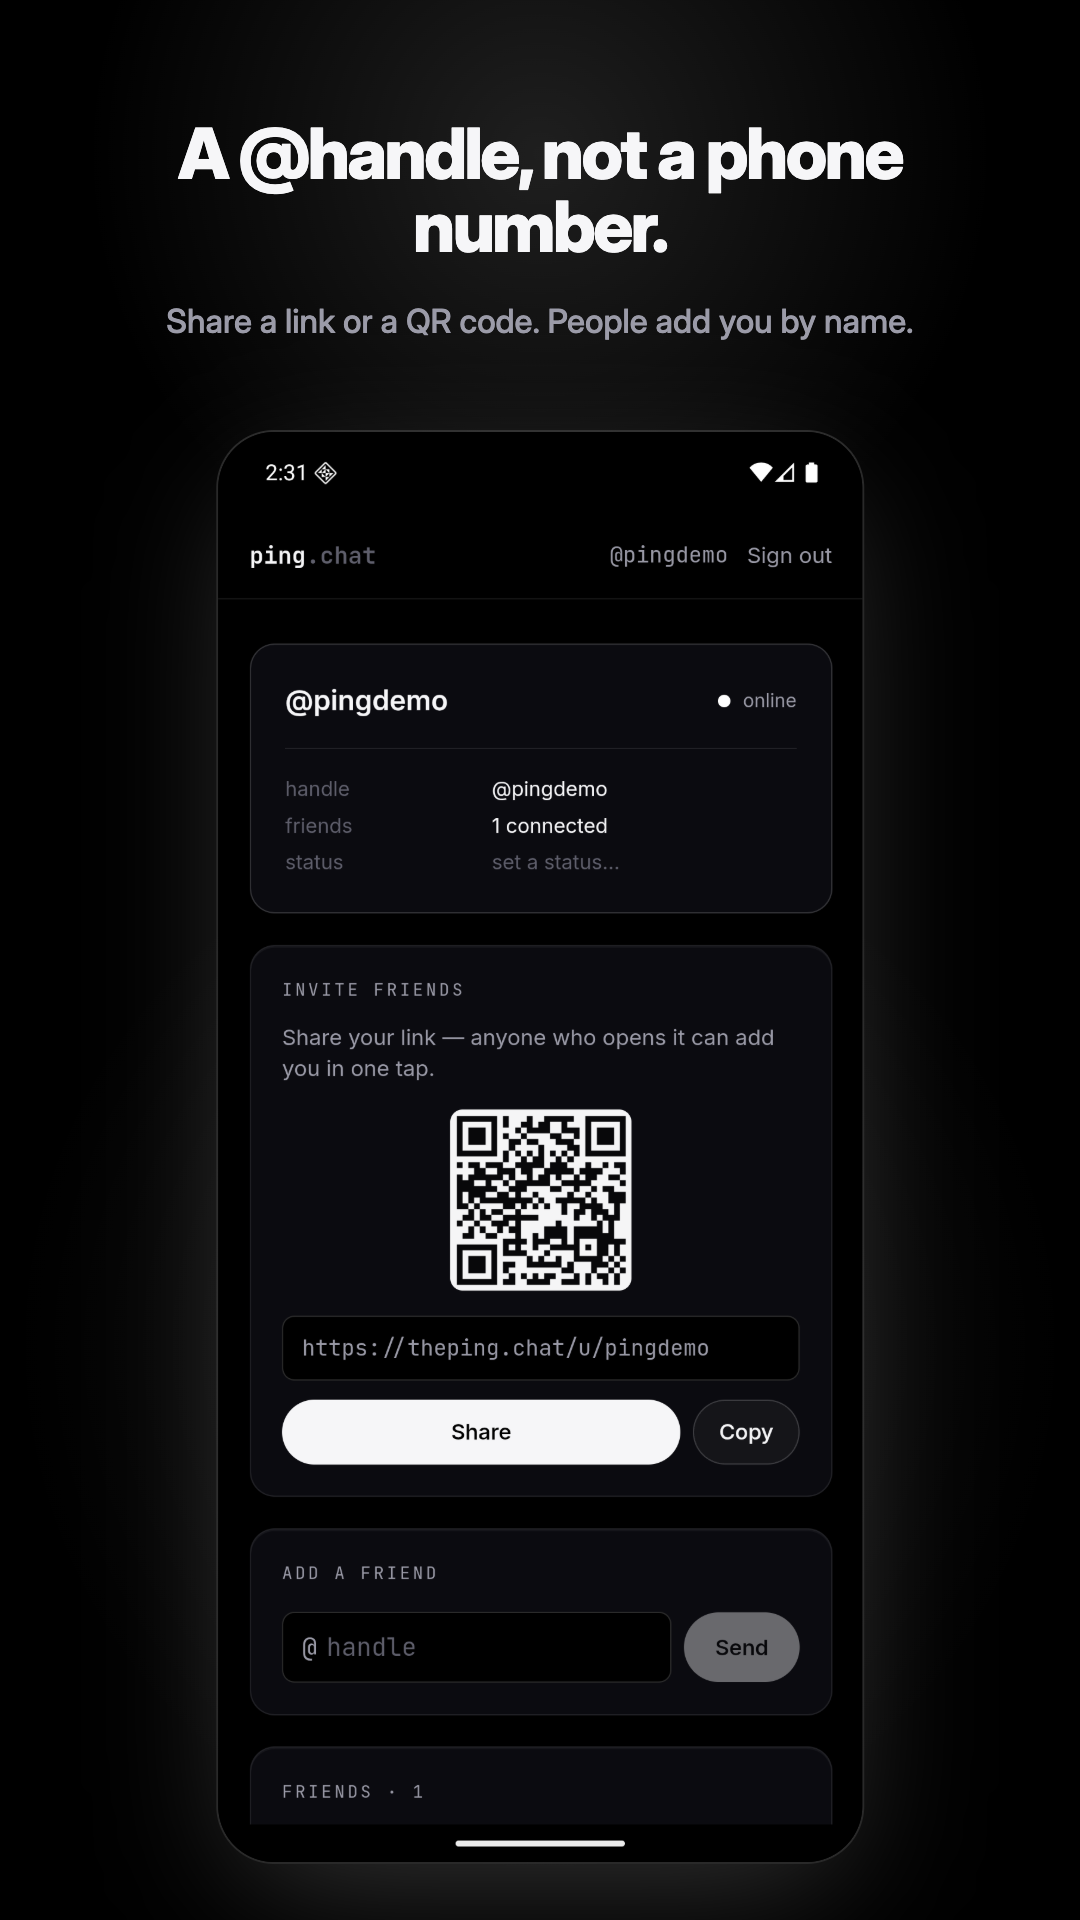 A @handle, not a phone
number.
Share a link or a QR code. People add you by name.
2:31
ping.chat @pingdemo Sign out
@pingdemo online
handle @pingdemo
friends 1 connected
status set a status...
INVITE FRIENDS
Share your link — anyone who opens it can add
you in one tap.
https://theping.chat/u/pingdemo
Share Copy
ADD A FRIEND
@ handle Send
FRIENDS · 1